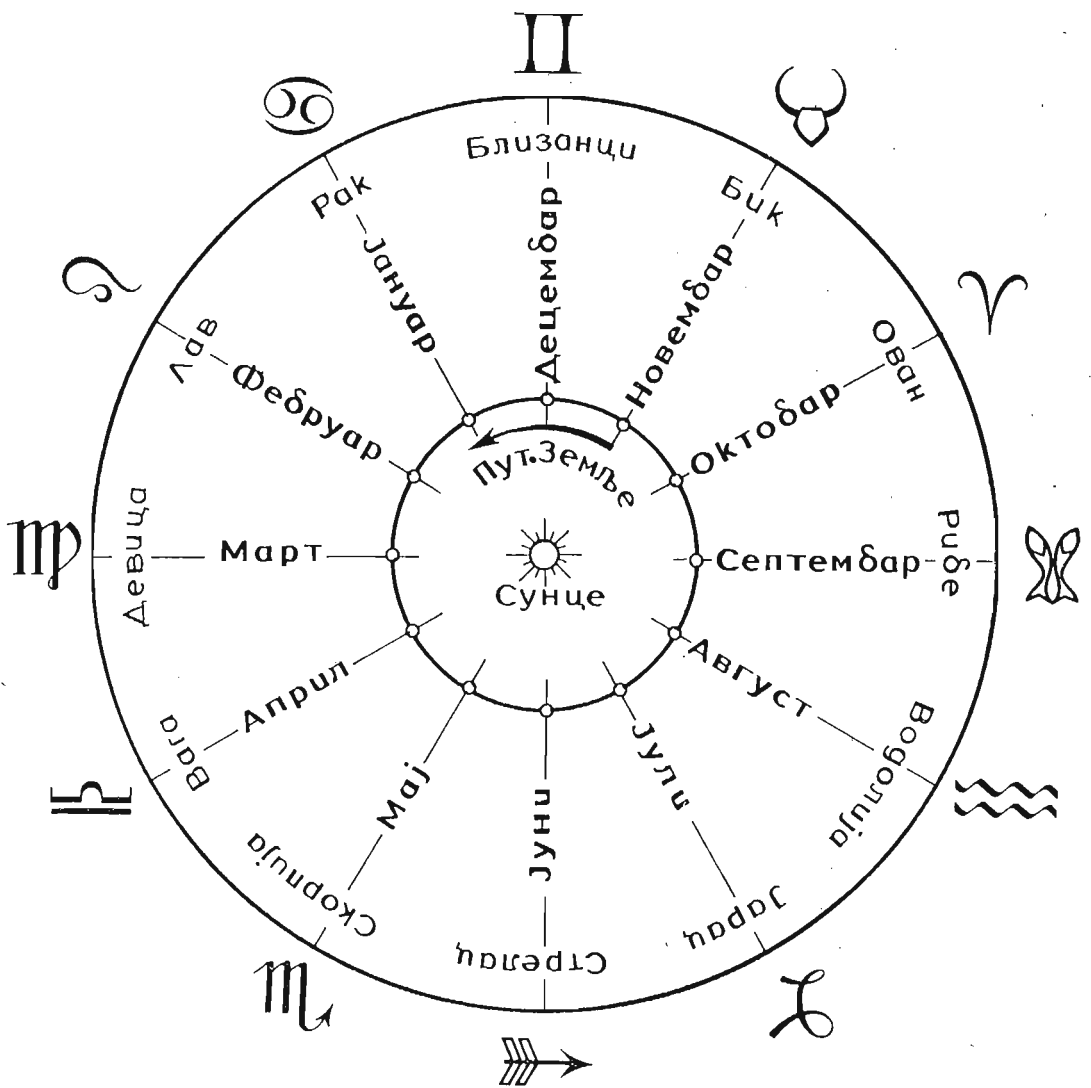 Близанци
Бик
Ован
Рибе
Водолија
Јарац
Стрелац
Скорпија
Вага
Девица
Лав
Рак
Децембар
Новембар
Октобар
Септембар
Август
Јули
Јуни
Мај
Април
Март
Фебруар
Јануар
Пут.Земље
Сунце